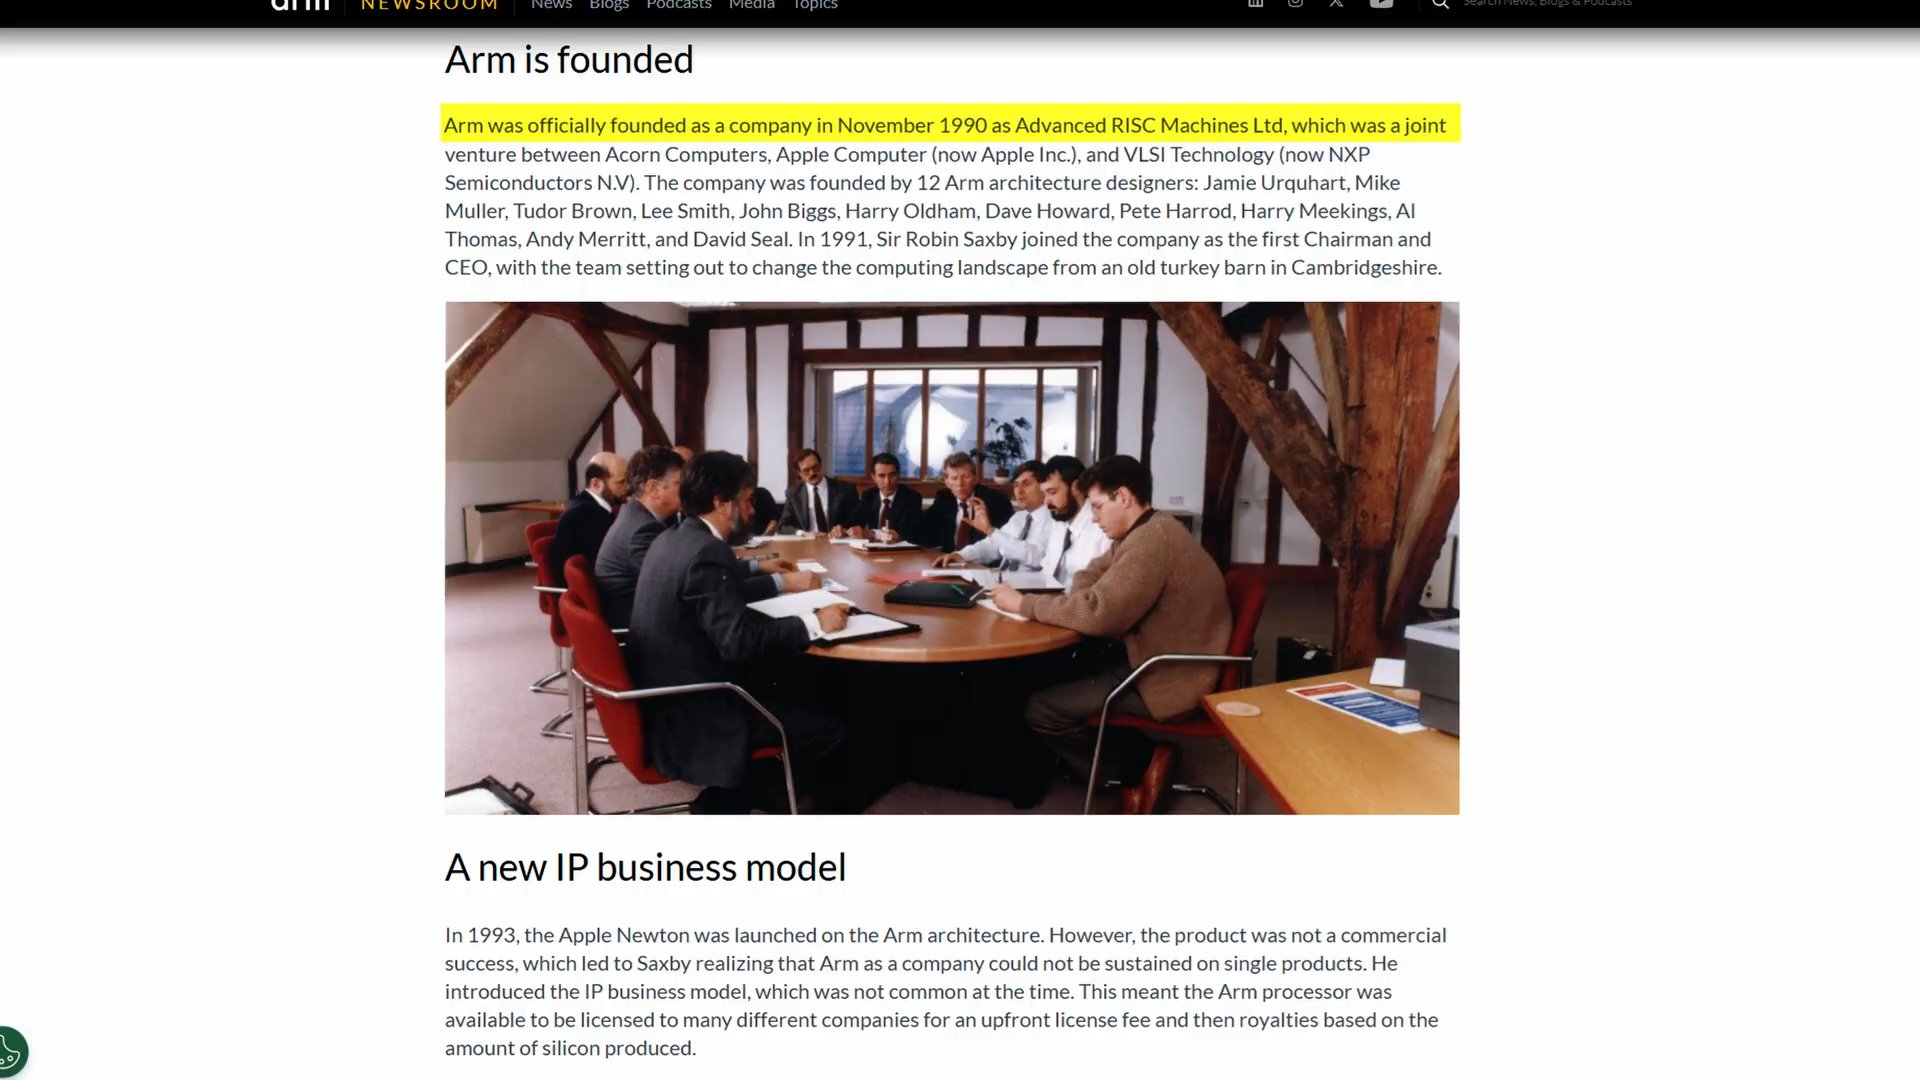 arm NEWSROOM News Blogs Podcasts Media Topics Search News, Blogs & Podcasts
Arm is founded
Arm was officially founded as a company in November 1990 as Advanced RISC Machines Ltd, which was a joint
venture between Acorn Computers, Apple Computer (now Apple Inc.), and VLSI Technology (now NXP
Semiconductors N.V). The company was founded by 12 Arm architecture designers: Jamie Urquhart, Mike
Muller, Tudor Brown, Lee Smith, John Biggs, Harry Oldham, Dave Howard, Pete Harrod, Harry Meekings, Al
Thomas, Andy Merritt, and David Seal. In 1991, Sir Robin Saxby joined the company as the first Chairman and
CEO, with the team setting out to change the computing landscape from an old turkey barn in Cambridgeshire.
A new IP business model
In 1993, the Apple Newton was launched on the Arm architecture. However, the product was not a commercial
success, which led to Saxby realizing that Arm as a company could not be sustained on single products. He
introduced the IP business model, which was not common at the time. This meant the Arm processor was
available to be licensed to many different companies for an upfront license fee and then royalties based on the
amount of silicon produced.